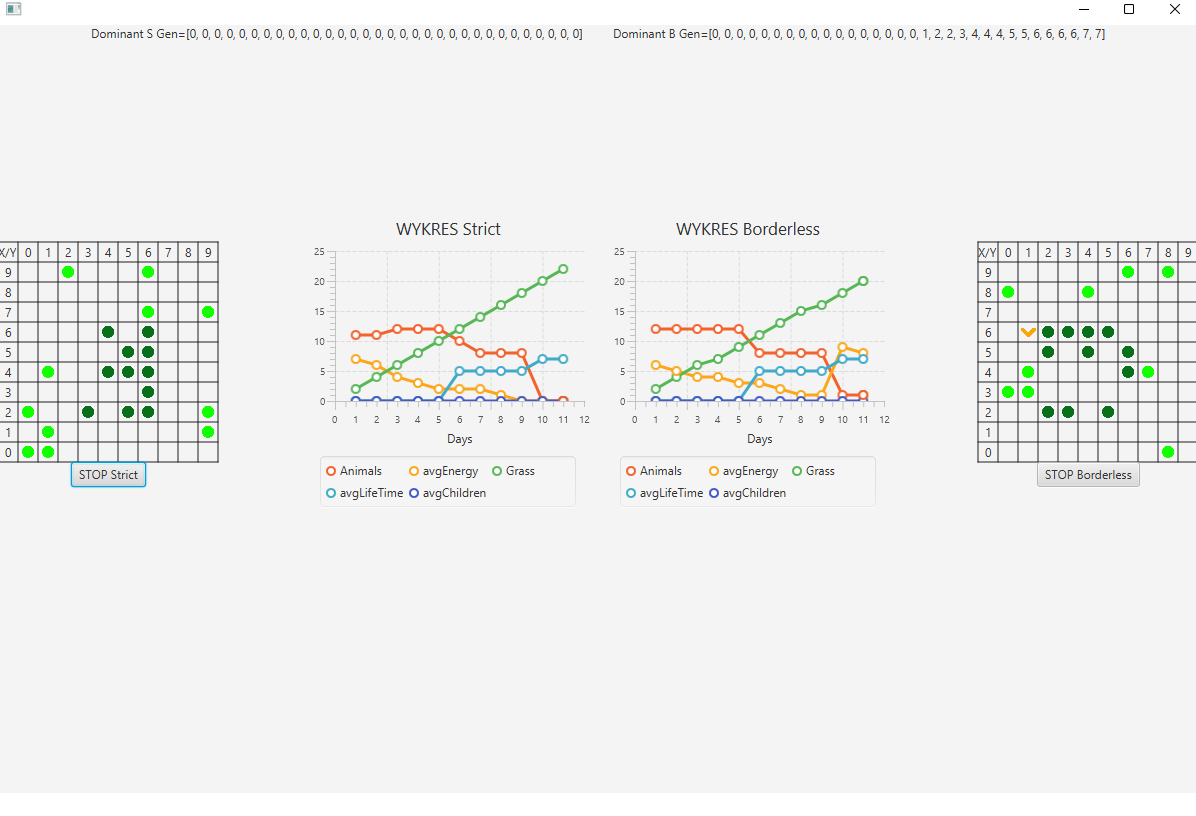 Dominant S Gen=[0, 0, 0, 0, 0, 0, 0, 0, 0, 0, 0, 0, 0, 0, 0, 0, 0, 0, 0, 0, 0, 0, 0, 0, 0, 0, 0, 0, 0, 0, 0, 0]
Dominant B Gen=[0, 0, 0, 0, 0, 0, 0, 0, 0, 0, 0, 0, 0, 0, 0, 0, 0, 1, 2, 2, 3, 4, 4, 4, 5, 5, 6, 6, 6, 6, 7, 7]
X/Y 0 1 2 3 4 5 6 7 8 9
9
8
7
6
5
4
3
2
1
0
STOP Strict
WYKRES Strict
25
20
15
10
5
0
0 1 2 3 4 5 6 7 8 9 10 11 12
Days
Animals avgEnergy Grass
avgLifeTime avgChildren
WYKRES Borderless
25
20
15
10
5
0
0 1 2 3 4 5 6 7 8 9 10 11 12
Days
Animals avgEnergy Grass
avgLifeTime avgChildren
X/Y 0 1 2 3 4 5 6 7 8 9
9
8
7
6
5
4
3
2
1
0
STOP Borderless